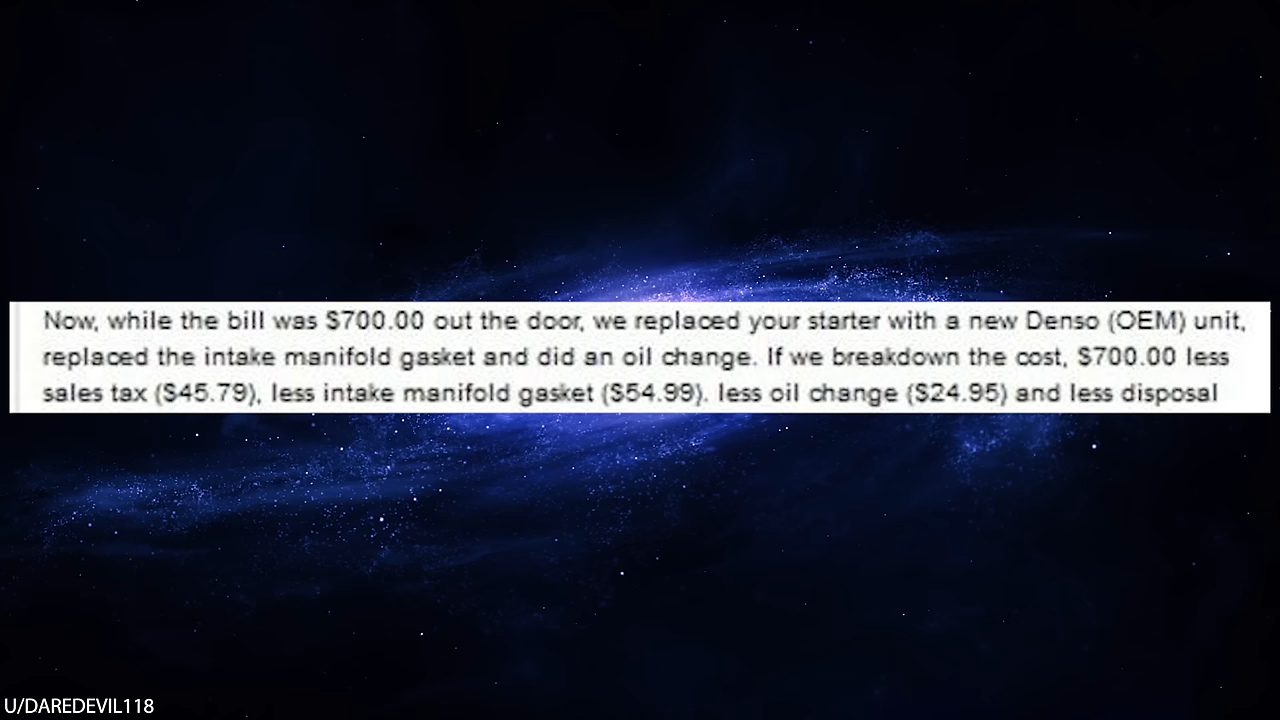 Now, while the bill was $700.00 out the door, we replaced your starter with a new Denso (OEM) unit,
replaced the intake manifold gasket and did an oil change. If we breakdown the cost, $700.00 less
sales tax ($45.79), less intake manifold gasket ($54.99). less oil change ($24.95) and less disposal
U/DAREDEVIL118